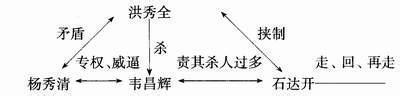 洪秀全
矛盾
挟制
杀
专权、威逼
责其杀人过多
走、回、再走
杨秀清
韦昌辉
石达开